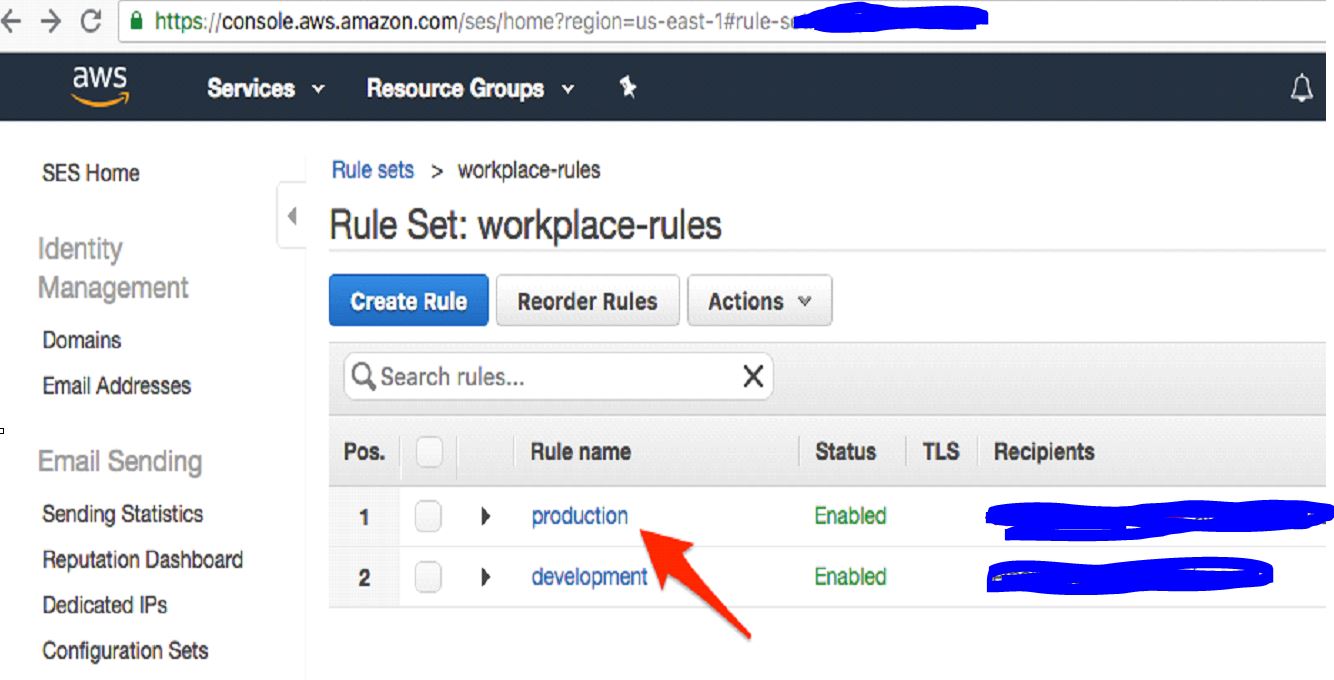 https://console.aws.amazon.com/ses/home?region=us-east-1#rule-s
aws Services Resource Groups
SES Home
Rule sets > workplace-rules
Rule Set: workplace-rules
Identity
Management
Create Rule Reorder Rules Actions
Domains
Search rules...
Email Addresses
Pos. Rule name Status TLS Recipients
Email Sending
1 production Enabled
Sending Statistics
2 development Enabled
Reputation Dashboard
Dedicated IPs
Configuration Sets